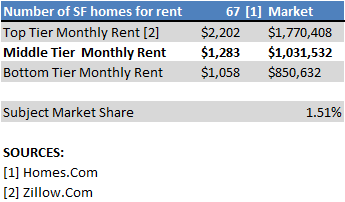 Number of SF homes for rent 67 [1] Market
Top Tier Monthly Rent [2] $2,202 $1,770,408
Middle Tier Monthly Rent $1,283 $1,031,532
Bottom Tier Monthly Rent $1,058 $850,632
Subject Market Share 1.51%
SOURCES:
[1] Homes.Com
[2] Zillow.Com